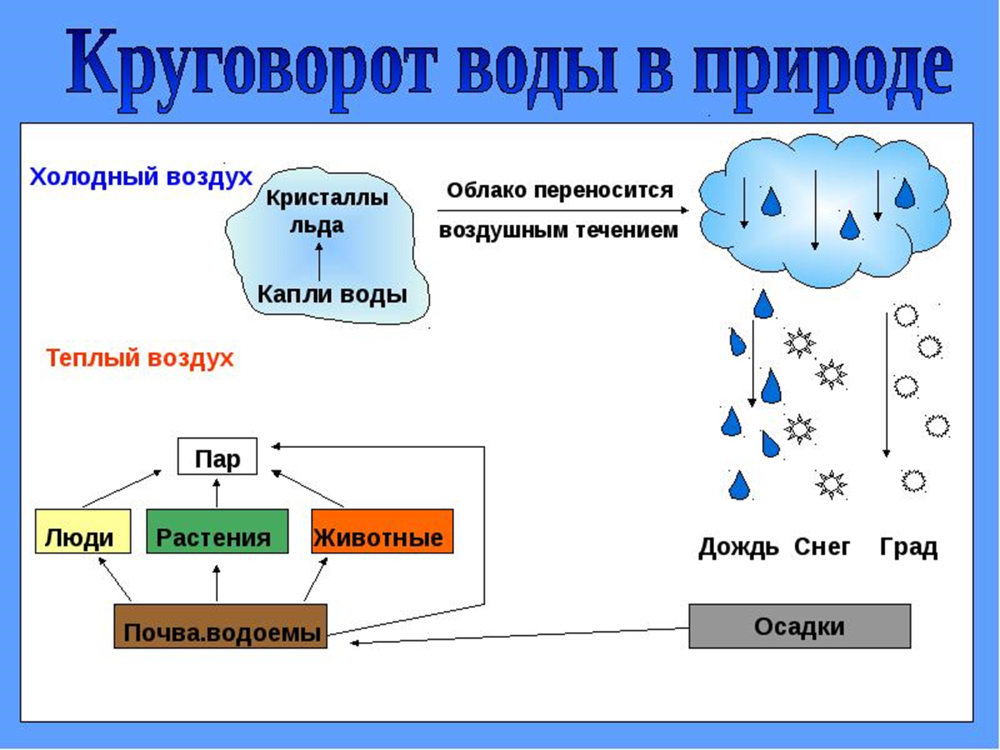 Круговорот воды в природе
Холодный воздух
Кристаллы
льда
Капли воды
Облако переносится
воздушным течением
Теплый воздух
Пар
Люди
Растения
Животные
Почва.водоемы
Дождь
Снег
Град
Осадки